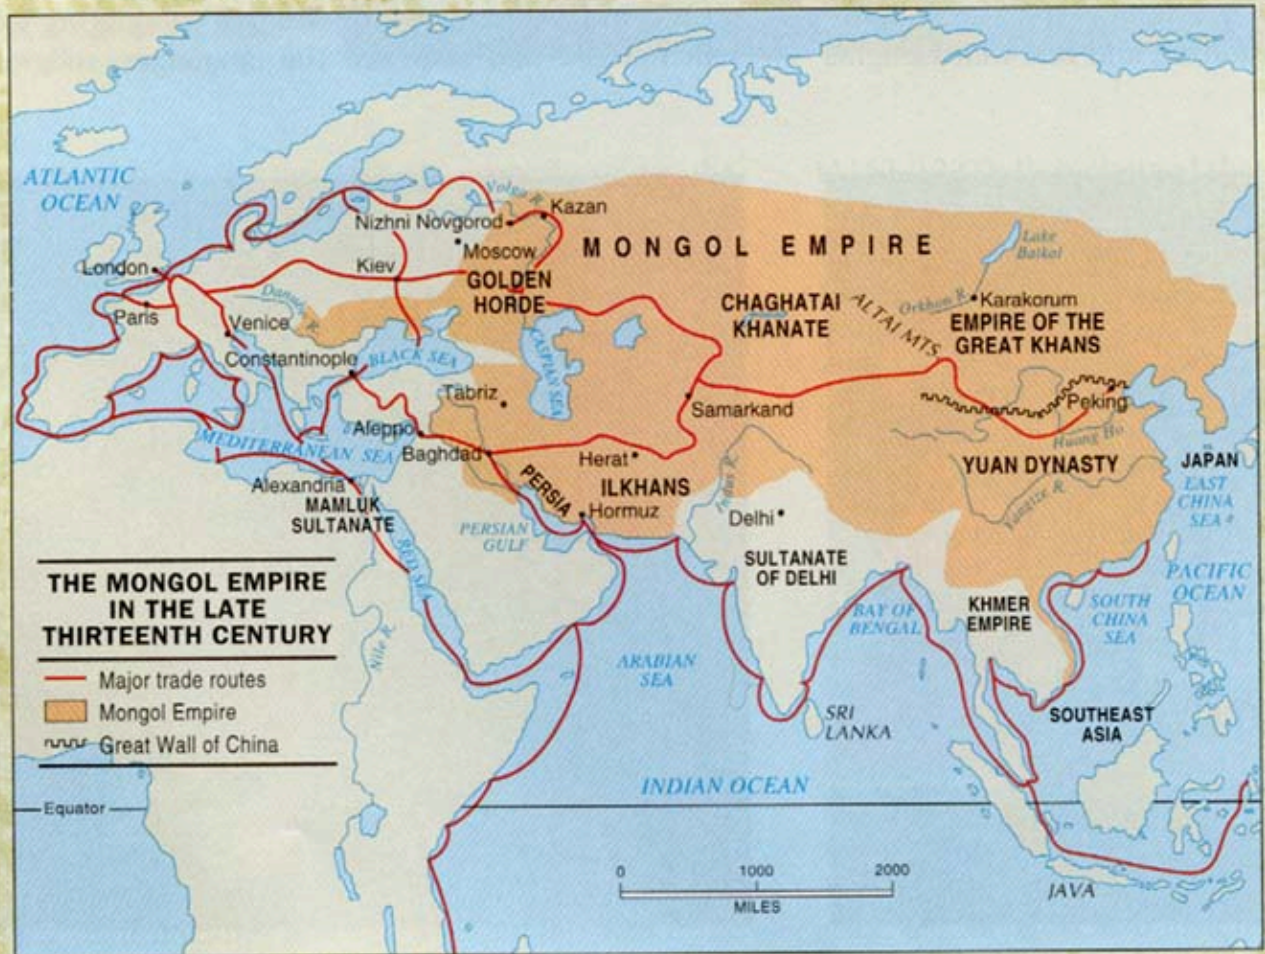 ATLANTIC
OCEAN
Volga R.
Kazan
Nizhni Novgorod
Moscow
MONGOL EMPIRE
Lake
Baikal
London
Kiev
GOLDEN
HORDE
CHAGHATAI
KHANATE
ALTAI MTS
Orkhon R.
Karakorum
EMPIRE OF THE
GREAT KHANS
Paris
Danube R.
Venice
Constantinople
BLACK SEA
CASPIAN SEA
Tabriz
Samarkand
Peking
Aleppo
MEDITERRANEAN SEA
Baghdad
Herat
Huang Ho
YUAN DYNASTY
JAPAN
Alexandria
MAMLUK
SULTANATE
PERSIA
ILKHANS
Hormuz
Indus R.
Delhi
Yangtze R.
EAST
CHINA
SEA
PERSIAN
GULF
RED SEA
SULTANATE
OF DELHI
PACIFIC
OCEAN
THE MONGOL EMPIRE
IN THE LATE
THIRTEENTH CENTURY
Major trade routes
Mongol Empire
Great Wall of China
Nile R.
BAY OF
BENGAL
KHMER
EMPIRE
SOUTH
CHINA
SEA
ARABIAN
SEA
SRI
LANKA
SOUTHEAST
ASIA
INDIAN OCEAN
Equator
0 1000 2000
MILES
JAVA